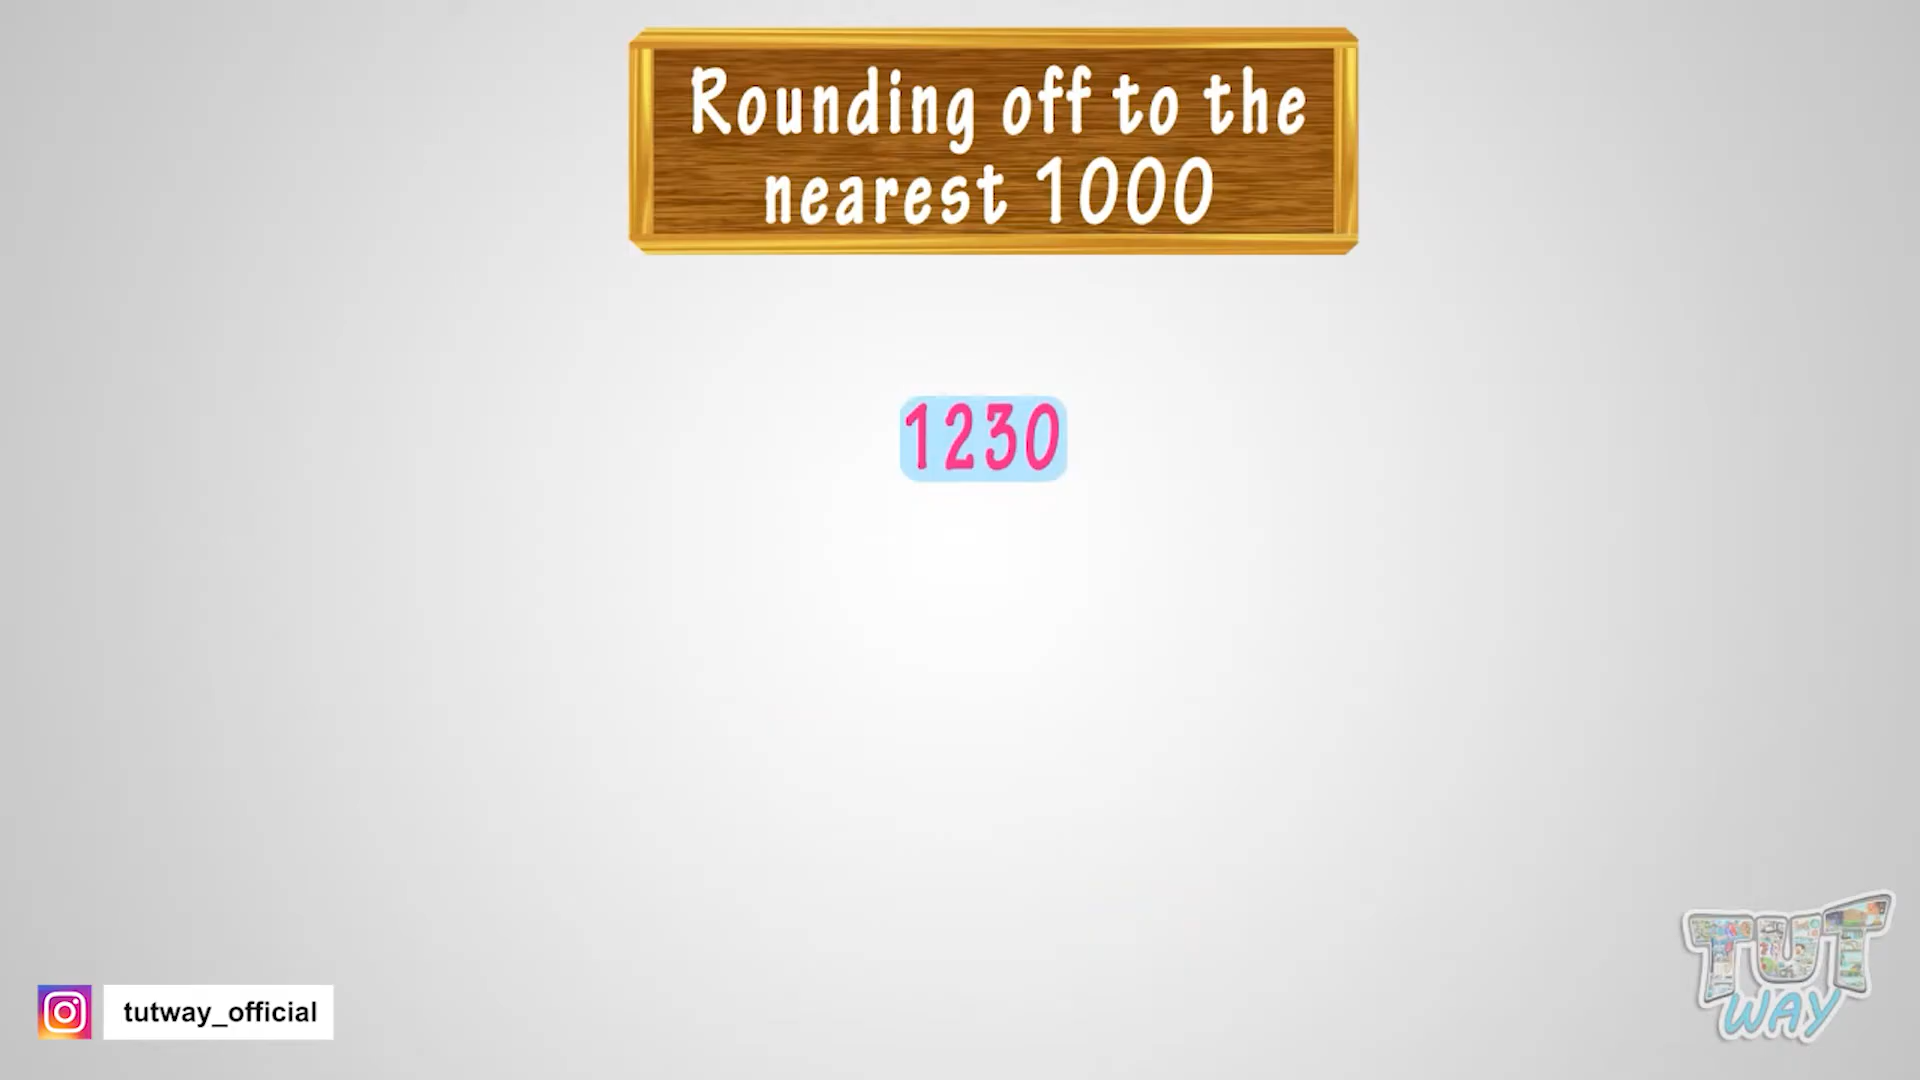 Rounding off to the
nearest 1000
1230
tutway_official
TUT
WAY